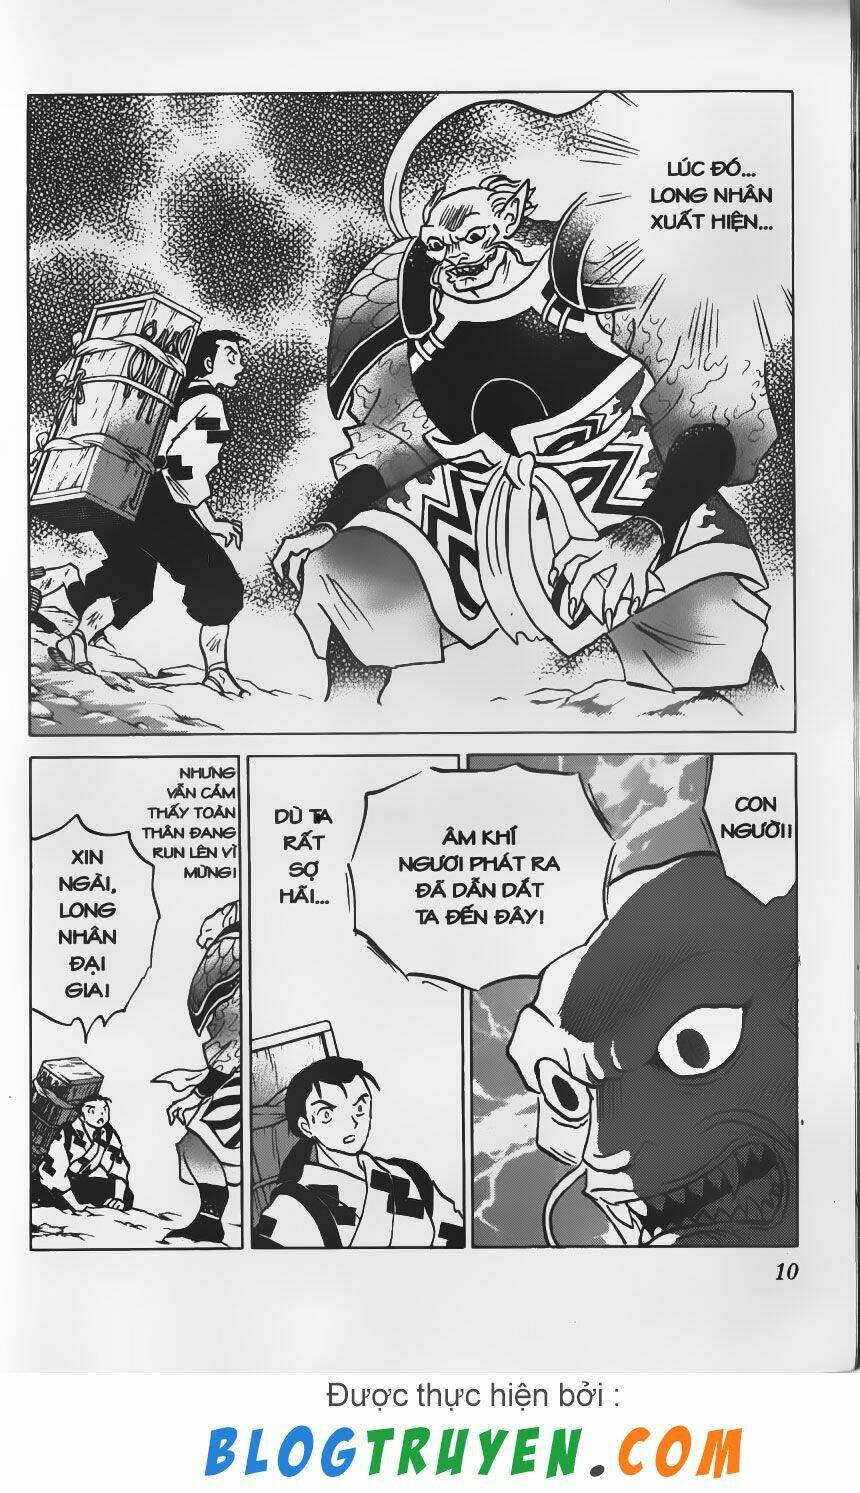 LÚC ĐÓ...
LONG NHÂN
XUẤT HIỆN...
CON
NGƯỜI!
ÂM KHÍ
NGƯƠI PHÁT RA
ĐÃ DẪN DẮT
TA ĐẾN ĐÂY!
DÙ TA
RẤT
SỢ
HÃI...
NHƯNG
VẪN CẢM
THẤY TOÀN
THÂN ĐANG
RUN LÊN VÌ
MỪNG!
XIN
NGÀI,
LONG
NHÂN
ĐẠI
GIA!
10
Được thực hiện bởi :
BLOGTRUYEN.COM